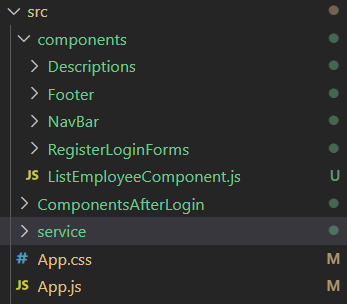 src
components
Descriptions
Footer
NavBar
RegisterLoginForms
JS ListEmployeeComponent.js U
ComponentsAfterLogin
service
# App.css M
JS App.js M